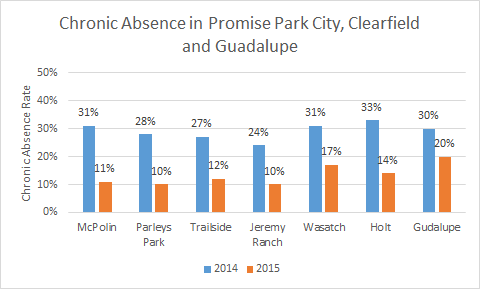 Chronic Absence in Promise Park City, Clearfield
and Guadalupe
Chronic Absence Rate
50%
40%
30%
20%
10%
0%
31%
11%
28%
10%
27%
12%
24%
10%
31%
17%
33%
14%
30%
20%
McPolin
Parleys
Park
Trailside
Jeremy
Ranch
Wasatch
Holt
Gudalupe
2014
2015